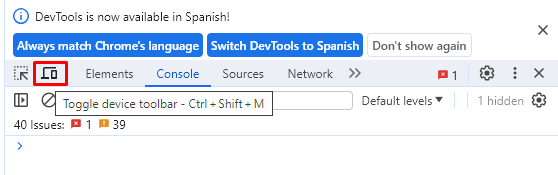 DevTools is now available in Spanish!
Always match Chrome's language Switch DevTools to Spanish Don't show again
Elements Console Sources Network 1
Toggle device toolbar - Ctrl + Shift + M Default levels 1 hidden
40 Issues: 1 39